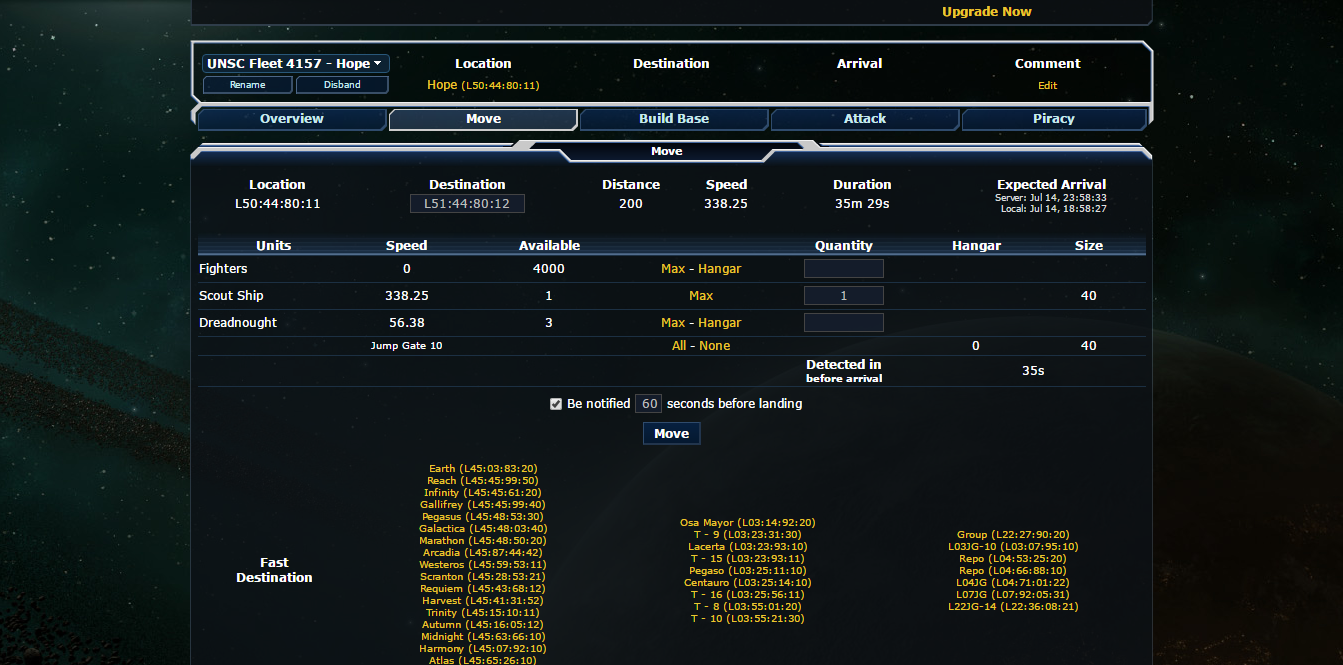 Upgrade Now
UNSC Fleet 4157 - Hope Location Destination Arrival Comment
Rename Disband Hope (L50:44:80:11) Edit
Overview Move Build Base Attack Piracy
Move
Location Destination Distance Speed Duration Expected Arrival
L50:44:80:11 L51:44:80:12 200 338.25 35m 29s Server: Jul 14, 23:58:33
Local: Jul 14, 18:58:27
Units Speed Available Quantity Hangar Size
Fighters 0 4000 Max - Hangar
Scout Ship 338.25 1 Max 1 40
Dreadnought 56.38 3 Max - Hangar
Jump Gate 10 All - None 0 40
Detected in
before arrival 35s
Be notified 60 seconds before landing
Move
Fast
Destination
Earth (L45:03:83:20)
Reach (L45:45:99:50)
Infinity (L45:45:61:20)
Gallifrey (L45:45:99:40)
Pegasus (L45:48:53:30)
Galactica (L45:48:03:40)
Marathon (L45:48:50:20)
Arcadia (L45:87:44:42)
Westeros (L45:59:53:11)
Scranton (L45:28:53:21)
Requiem (L45:43:68:12)
Harvest (L45:41:31:52)
Trinity (L45:15:10:11)
Autumn (L45:16:05:12)
Midnight (L45:63:66:10)
Harmony (L45:07:92:10)
Atlas (L45:65:26:10)
Osa Mayor (L03:14:92:20)
T - 9 (L03:23:31:30)
Lacerta (L03:23:93:10)
T - 15 (L03:23:93:11)
Pegaso (L03:25:11:10)
Centauro (L03:25:14:10)
T - 16 (L03:25:56:11)
T - 8 (L03:55:01:20)
T - 10 (L03:55:21:30)
Group (L22:27:90:20)
L03JG-10 (L03:07:95:10)
Repo (L04:53:25:20)
Repo (L04:66:88:10)
L04JG (L04:71:01:22)
L07JG (L07:92:05:31)
L22JG-14 (L22:36:08:21)